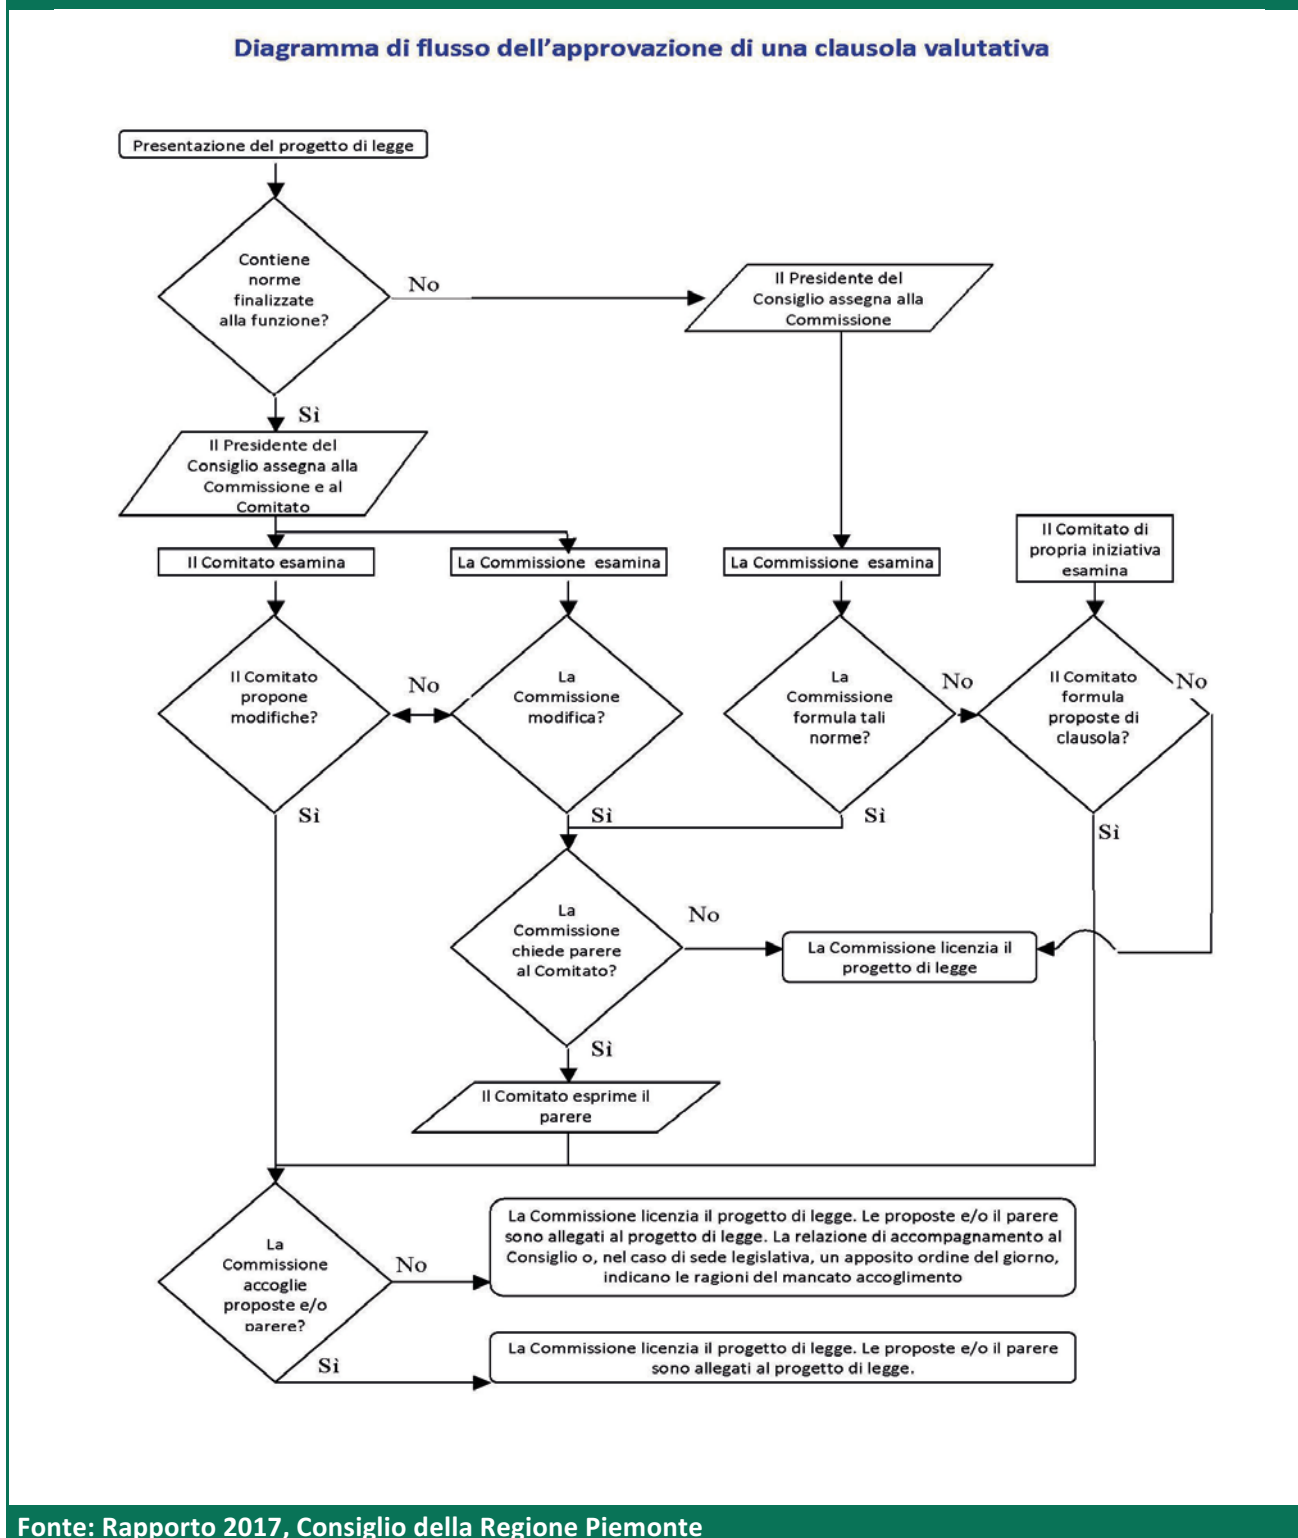 Diagramma di flusso dell’approvazione di una clausola valutativa
Presentazione del progetto di legge
Contiene
norme
finalizzate
alla funzione?
No
Il Presidente del
Consiglio assegna alla
Commissione
Sì
Il Presidente del
Consiglio assegna alla
Commissione e al
Comitato
Il Comitato esamina
La Commissione esamina
La Commissione esamina
Il Comitato di
propria iniziativa
esamina
Il Comitato
propone
modifiche?
No
La
Commissione
modifica?
La
Commissione
formula tali
norme?
No
Il Comitato
formula
proposte di
clausola?
No
Sì
Sì
Sì
Sì
La
Commissione
chiede parere
al Comitato?
No
La Commissione licenzia il
progetto di legge
Sì
Il Comitato esprime il
parere
La
Commissione
accoglie
proposte e/o
parere?
No
La Commissione licenzia il progetto di legge. Le proposte e/o il parere
sono allegati al progetto di legge. La relazione di accompagnamento al
Consiglio o, nel caso di sede legislativa, un apposito ordine del giorno,
indicano le ragioni del mancato accoglimento
Sì
La Commissione licenzia il progetto di legge. Le proposte e/o il parere
sono allegati al progetto di legge.
Fonte: Rapporto 2017, Consiglio della Regione Piemonte